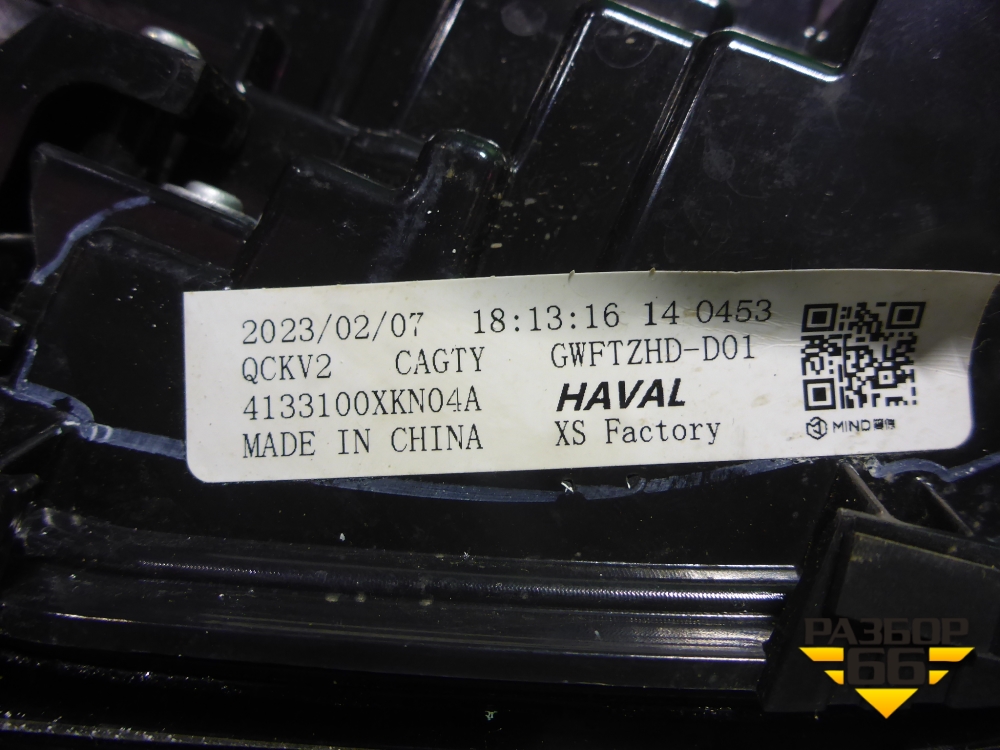 2023/02/07 18:13:16 14 0453
QCKV2 CAGTY GWFTZHD-D01
4133100XKN04A HAVAL
MADE IN CHINA XS Factory
MIND
РАЗБОР
66